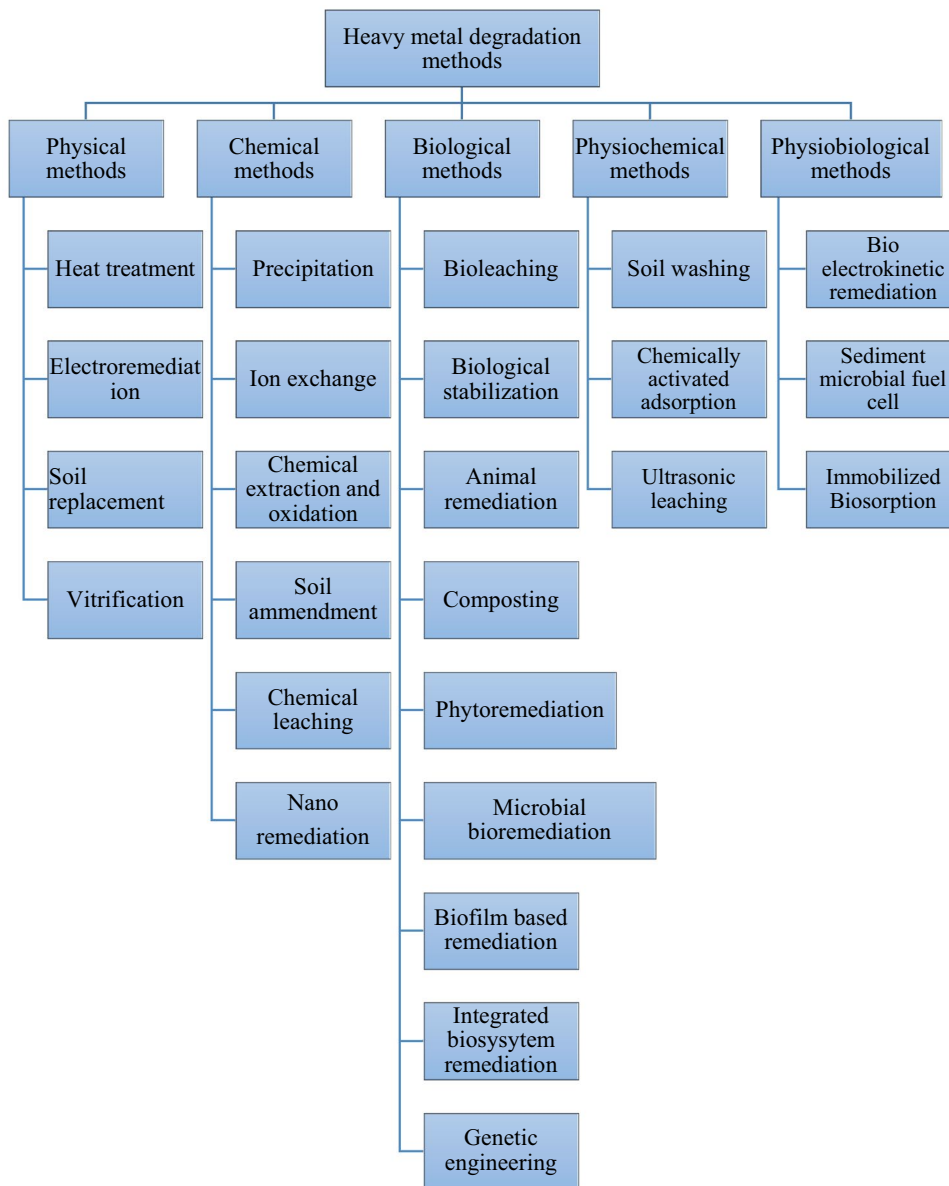 Heavy metal degradation
methods
Physical
methods
Heat treatment
Electroremediat
ion
Soil
replacement
Vitrification
Chemical
methods
Precipitation
Ion exchange
Chemical
extraction and
oxidation
Soil
ammendment
Chemical
leaching
Nano
remediation
Biological
methods
Bioleaching
Biological
stabilization
Animal
remediation
Composting
Phytoremediation
Microbial
bioremediation
Biofilm based
remediation
Integrated
biosysytem
remediation
Genetic
engineering
Physiochemical
methods
Soil washing
Chemically
activated
adsorption
Ultrasonic
leaching
Physiobiological
methods
Bio
electrokinetic
remediation
Sediment
microbial fuel
cell
Immobilized
Biosorption